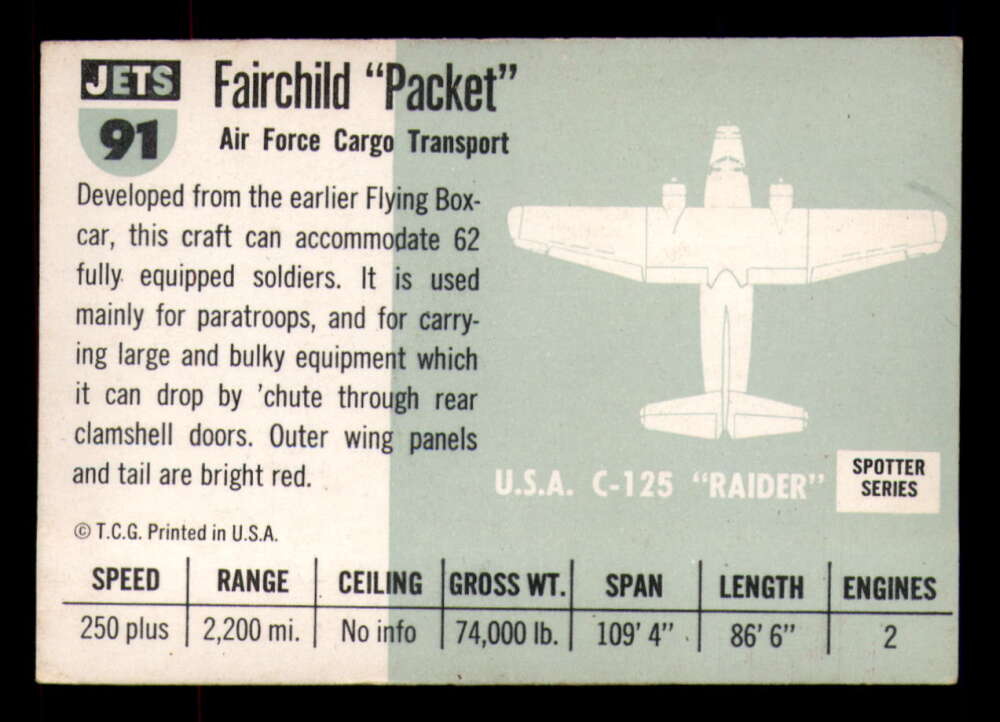 JETS
91
Fairchild “Packet”
Air Force Cargo Transport
Developed from the earlier Flying Box-
car, this craft can accommodate 62
fully equipped soldiers. It is used
mainly for paratroops, and for carry-
ing large and bulky equipment which
it can drop by ’chute through rear
clamshell doors. Outer wing panels
and tail are bright red.
© T.C.G. Printed in U.S.A.
U.S.A. C-125 “RAIDER”
SPOTTER
SERIES
SPEED RANGE CEILING GROSS WT. SPAN LENGTH ENGINES
250 plus 2,200 mi. No info 74,000 lb. 109’ 4” 86’ 6” 2